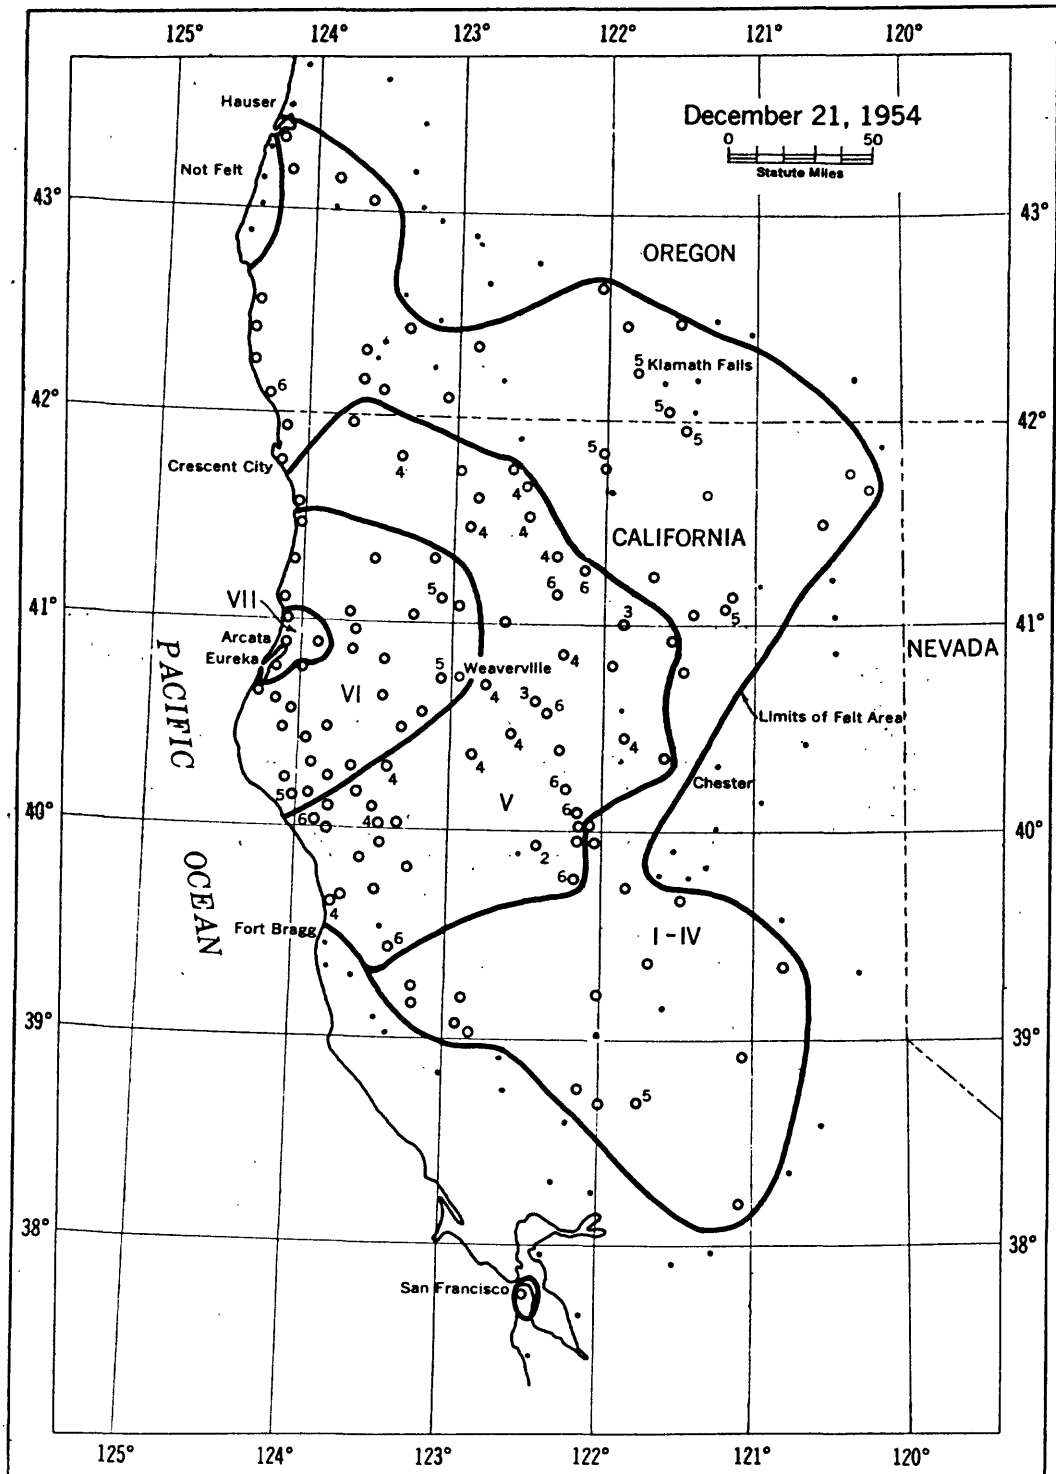 125° 124° 123° 122° 121° 120°
Hauser
December 21, 1954
0 50
Statute Miles
Not Felt
43° 43°
OREGON
5 Klamath Falls
6
5
42° 42°
5
5
Crescent City
4
4
4
4
CALIFORNIA
4
6 6
5
5
VII
41° 3 41°
Arcata
NEVADA
Eureka
4
5 Weaverville
PACIFIC
VI
4
3 6
Limits of Felt Area
4
4
4
4
Chester
6
5
V
40° 6 4 6 40°
2
6
4
OCEAN
Fort Bragg
6
I-IV
39° 39°
5
38° 38°
San Francisco
125° 124° 123° 122° 121° 120°